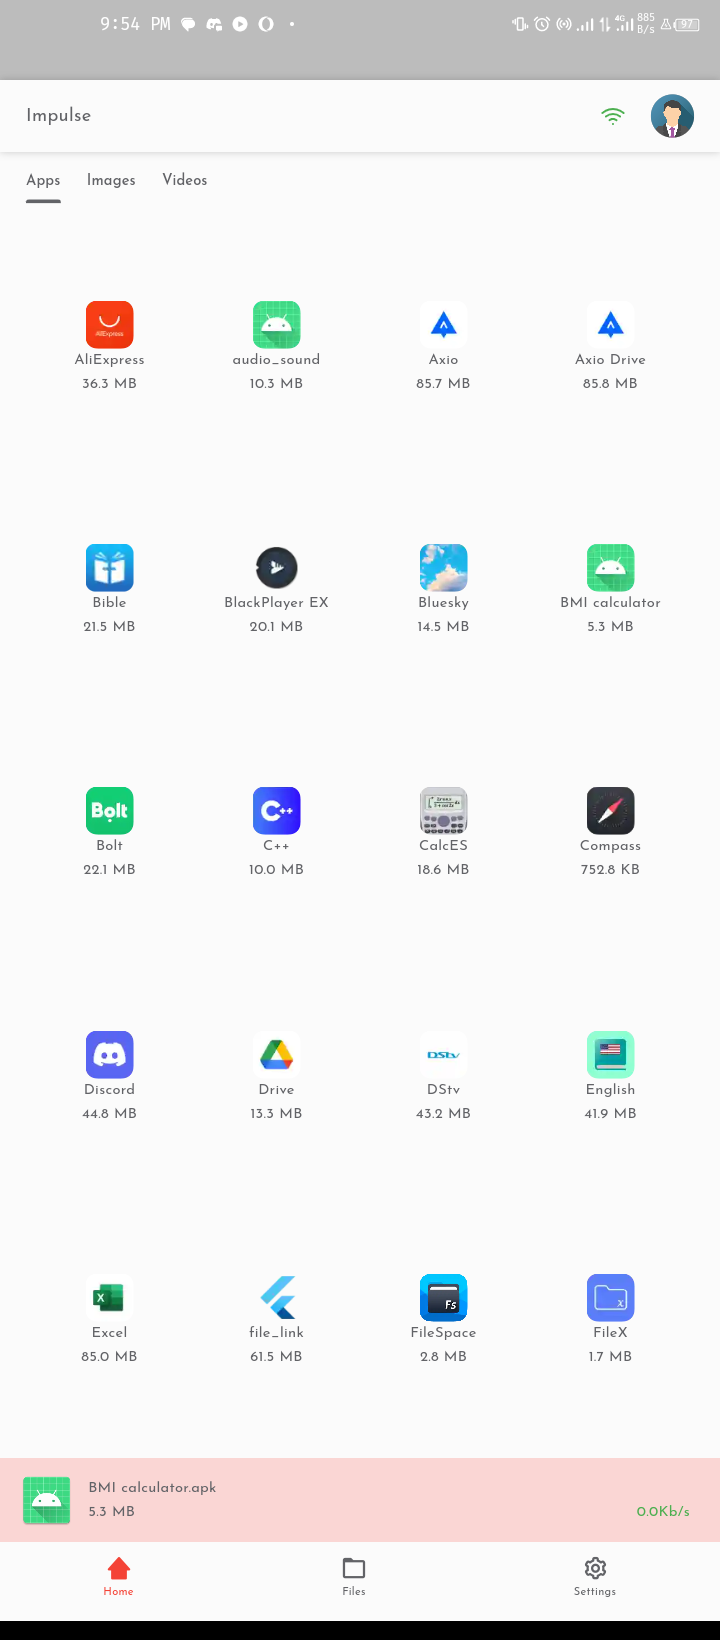 9:54 PM 4G 885 B/s 97
Impulse
Apps Images Videos
AliExpress
AliExpress audio_sound Axio Axio Drive
36.3 MB 10.3 MB 85.7 MB 85.8 MB
Bible BlackPlayer EX Bluesky BMI calculator
21.5 MB 20.1 MB 14.5 MB 5.3 MB
Bolt C++
Bolt C++ CalcES Compass
22.1 MB 10.0 MB 18.6 MB 752.8 KB
DStv
Discord Drive DStv English
44.8 MB 13.3 MB 43.2 MB 41.9 MB
X Fs x
Excel file_link FileSpace FileX
85.0 MB 61.5 MB 2.8 MB 1.7 MB
BMI calculator.apk
5.3 MB 0.0Kb/s
Home Files Settings